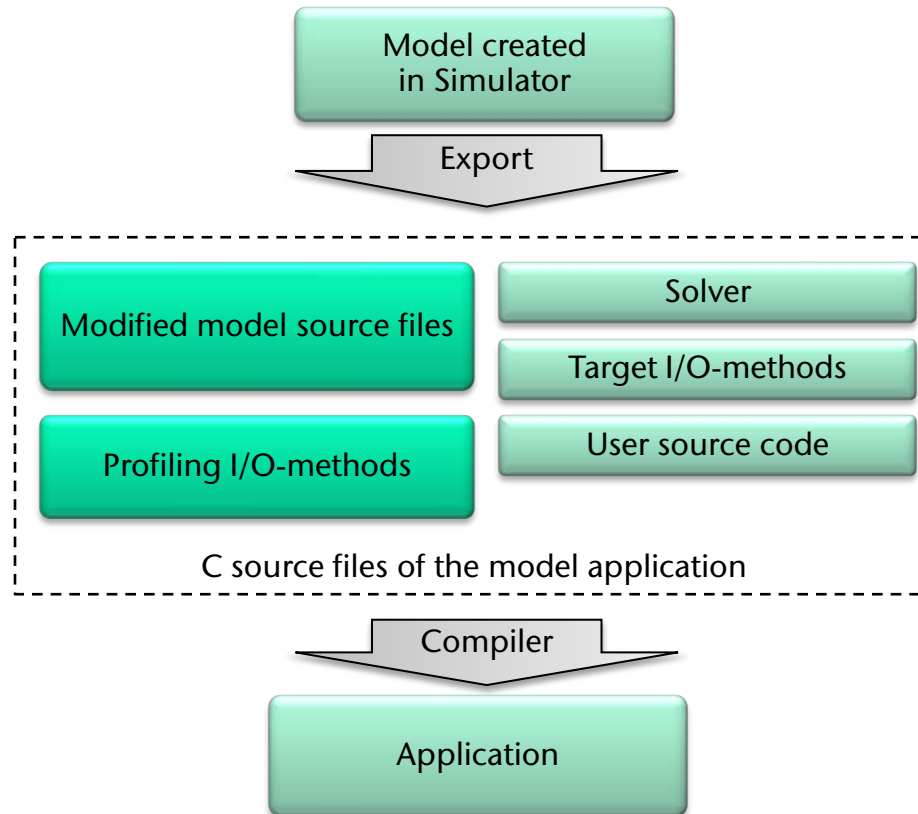 Model created
in Simulator
Export
Modified model source files
Profiling I/O-methods
Solver
Target I/O-methods
User source code
C source files of the model application
Compiler
Application